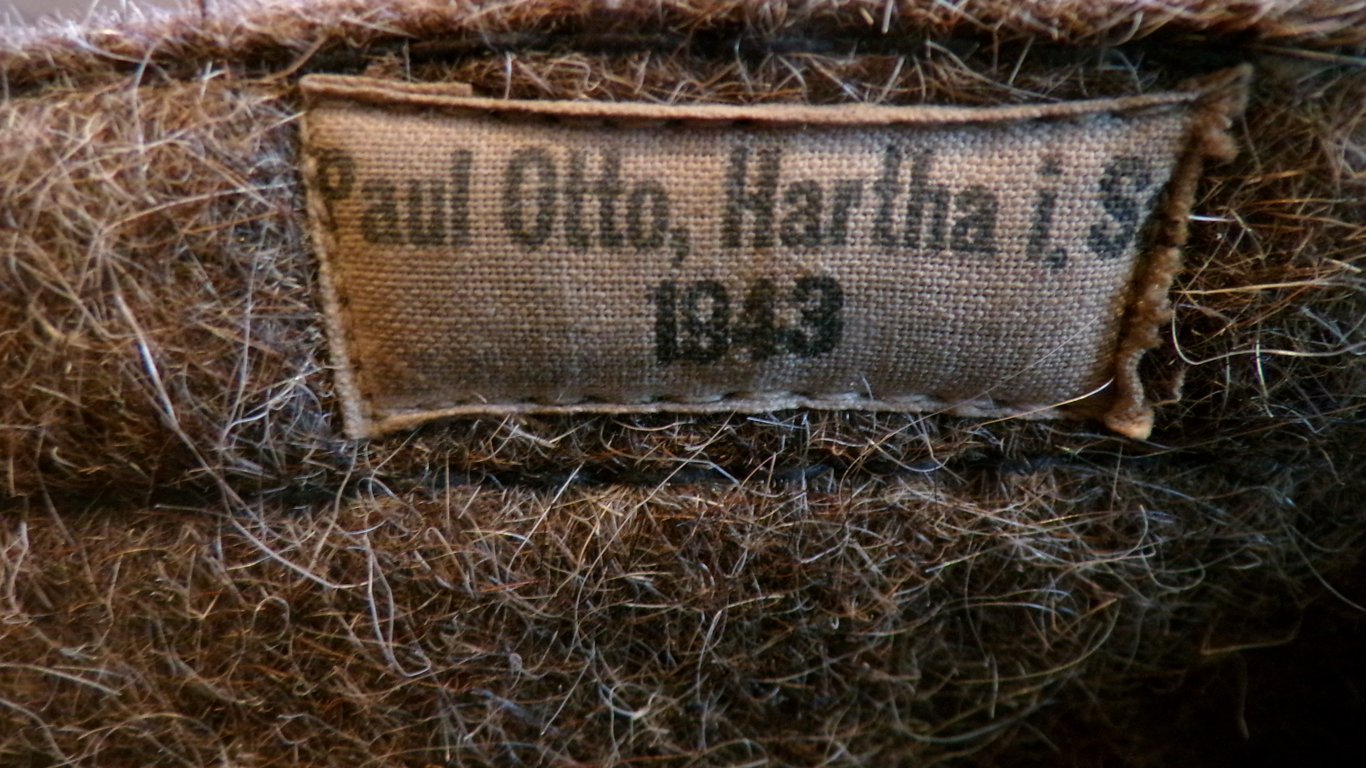 Paul Otto, Hartha i. S
1943